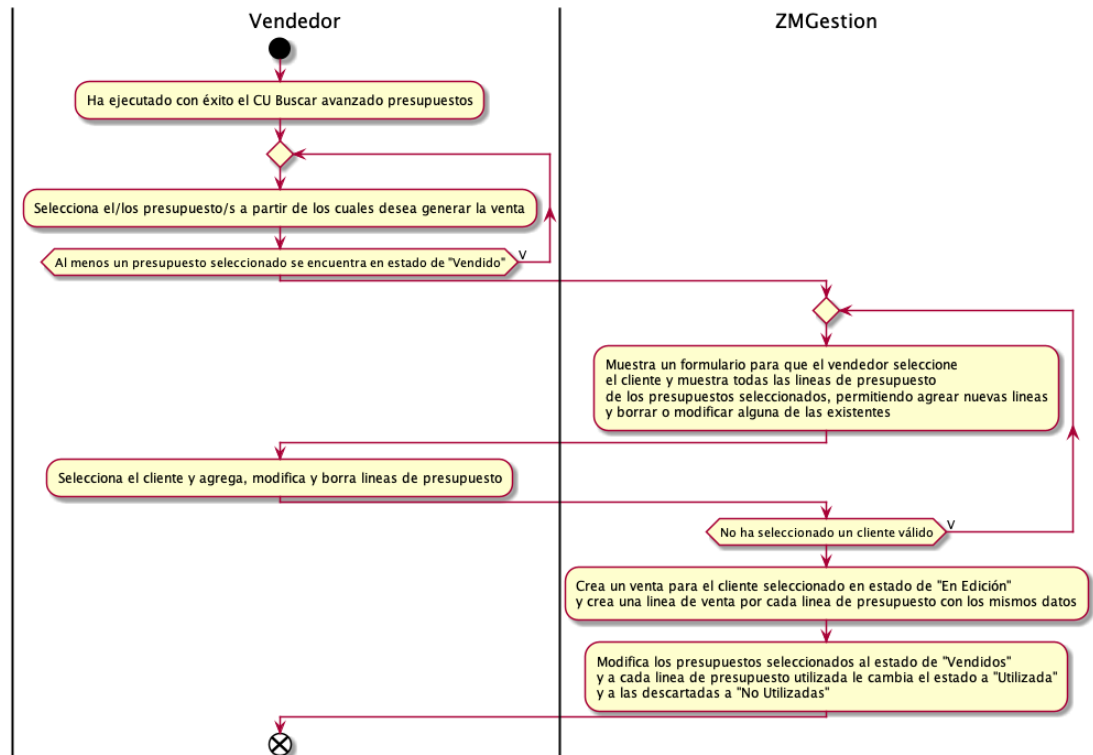 Vendedor
ZMGestion
Ha ejecutado con éxito el CU Buscar avanzado presupuestos
Selecciona el/los presupuesto/s a partir de los cuales desea generar la venta
Al menos un presupuesto seleccionado se encuentra en estado de "Vendido"
V
Muestra un formulario para que el vendedor seleccione
el cliente y muestra todas las lineas de presupuesto
de los presupuestos seleccionados, permitiendo agrear nuevas lineas
y borrar o modificar alguna de las existentes
Selecciona el cliente y agrega, modifica y borra lineas de presupuesto
No ha seleccionado un cliente válido
V
Crea un venta para el cliente seleccionado en estado de "En Edición"
y crea una linea de venta por cada linea de presupuesto con los mismos datos
Modifica los presupuestos seleccionados al estado de "Vendidos"
y a cada linea de presupuesto utilizada le cambia el estado a "Utilizada"
y a las descartadas a "No Utilizadas"